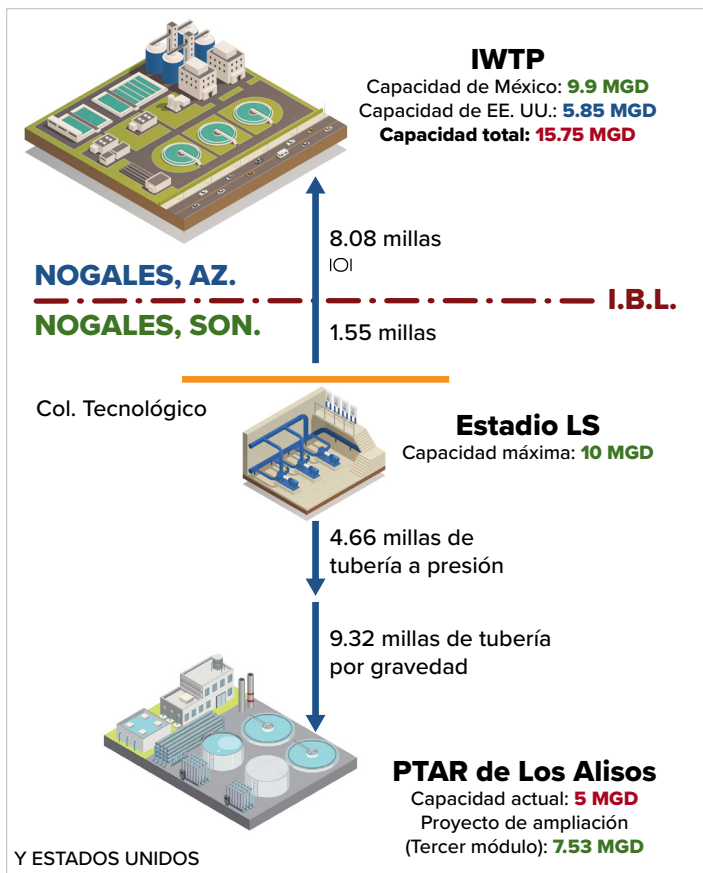 IWTP
Capacidad de México: 9.9 MGD
Capacidad de EE. UU.: 5.85 MGD
Capacidad total: 15.75 MGD
8.08 millas
IOI
NOGALES, AZ.
I.B.L.
NOGALES, SON.
1.55 millas
Col. Tecnológico
Estadio LS
Capacidad máxima: 10 MGD
4.66 millas de
tubería a presión
9.32 millas de tubería
por gravedad
PTAR de Los Alisos
Capacidad actual: 5 MGD
Proyecto de ampliación
(Tercer módulo): 7.53 MGD
Y ESTADOS UNIDOS